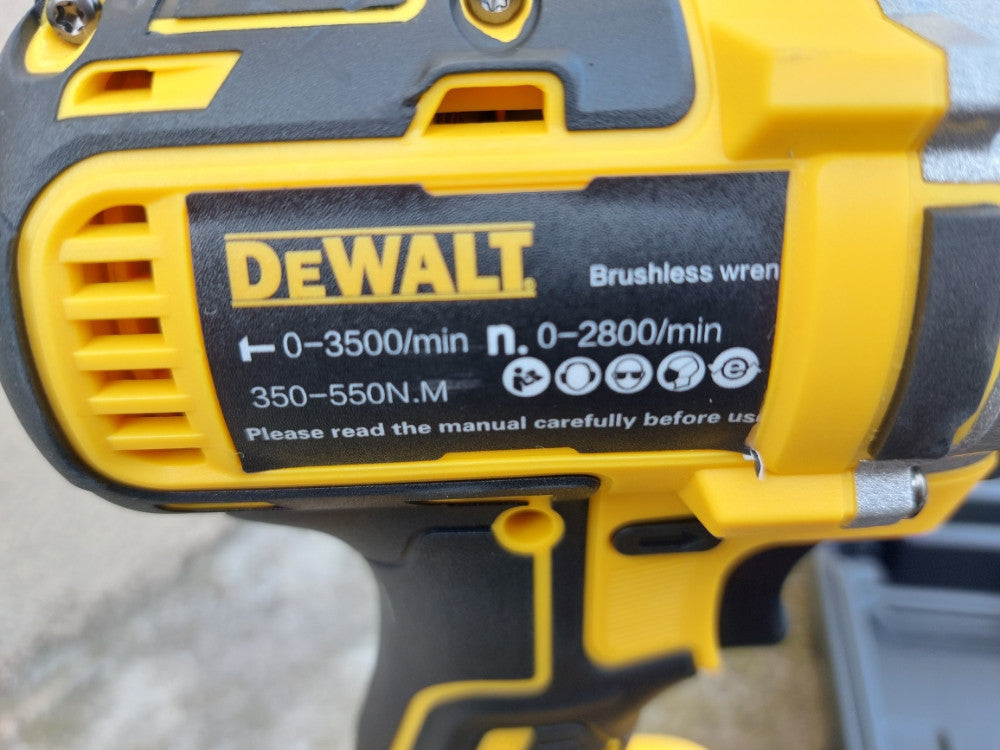 DEWALT
Brushless wren
0-3500/min n. 0-2800/min
350-550N.M
Please read the manual carefully before us